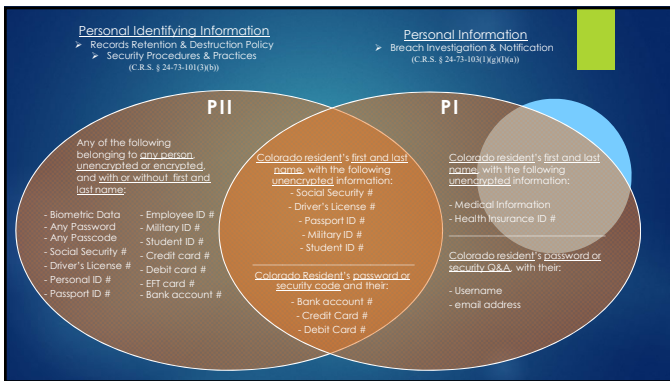 Personal Identifying Information
➢ Records Retention & Destruction Policy
➢ Security Procedures & Practices
(C.R.S. § 24-73-101(3)(b))
Personal Information
➢ Breach Investigation & Notification
(C.R.S. § 24-73-103(1)(g)(I)(a))
PII
Any of the following
belonging to any person,
unencrypted or encrypted,
and with or without first and
last name:
- Biometric Data
- Any Password
- Any Passcode
- Social Security #
- Driver's License #
- Personal ID #
- Passport ID #
- Employee ID #
- Military ID #
- Student ID #
- Credit card #
- Debit card #
- EFT card #
- Bank account #
Colorado resident's first and last
name, with the following
unencrypted information:
- Social Security #
- Driver's License #
- Passport ID #
- Military ID #
- Student ID #
Colorado Resident's password or
security code and their:
- Bank account #
- Credit Card #
- Debit Card #
PI
Colorado resident's first and last
name, with the following
unencrypted information:
- Medical Information
- Health Insurance ID #
Colorado resident's password or
security Q&A, with their:
- Username
- email address